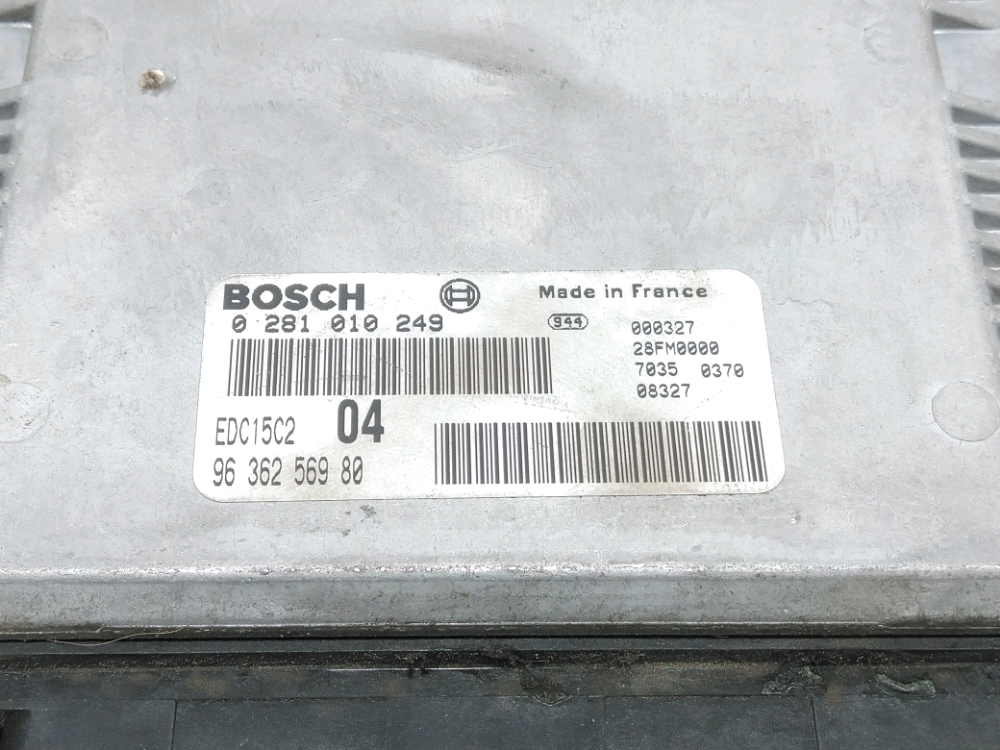 BOSCH Made in France
0 281 010 249 944 000327
28FM0000
7035 0370
08327
EDC15C2 04
96 362 569 80